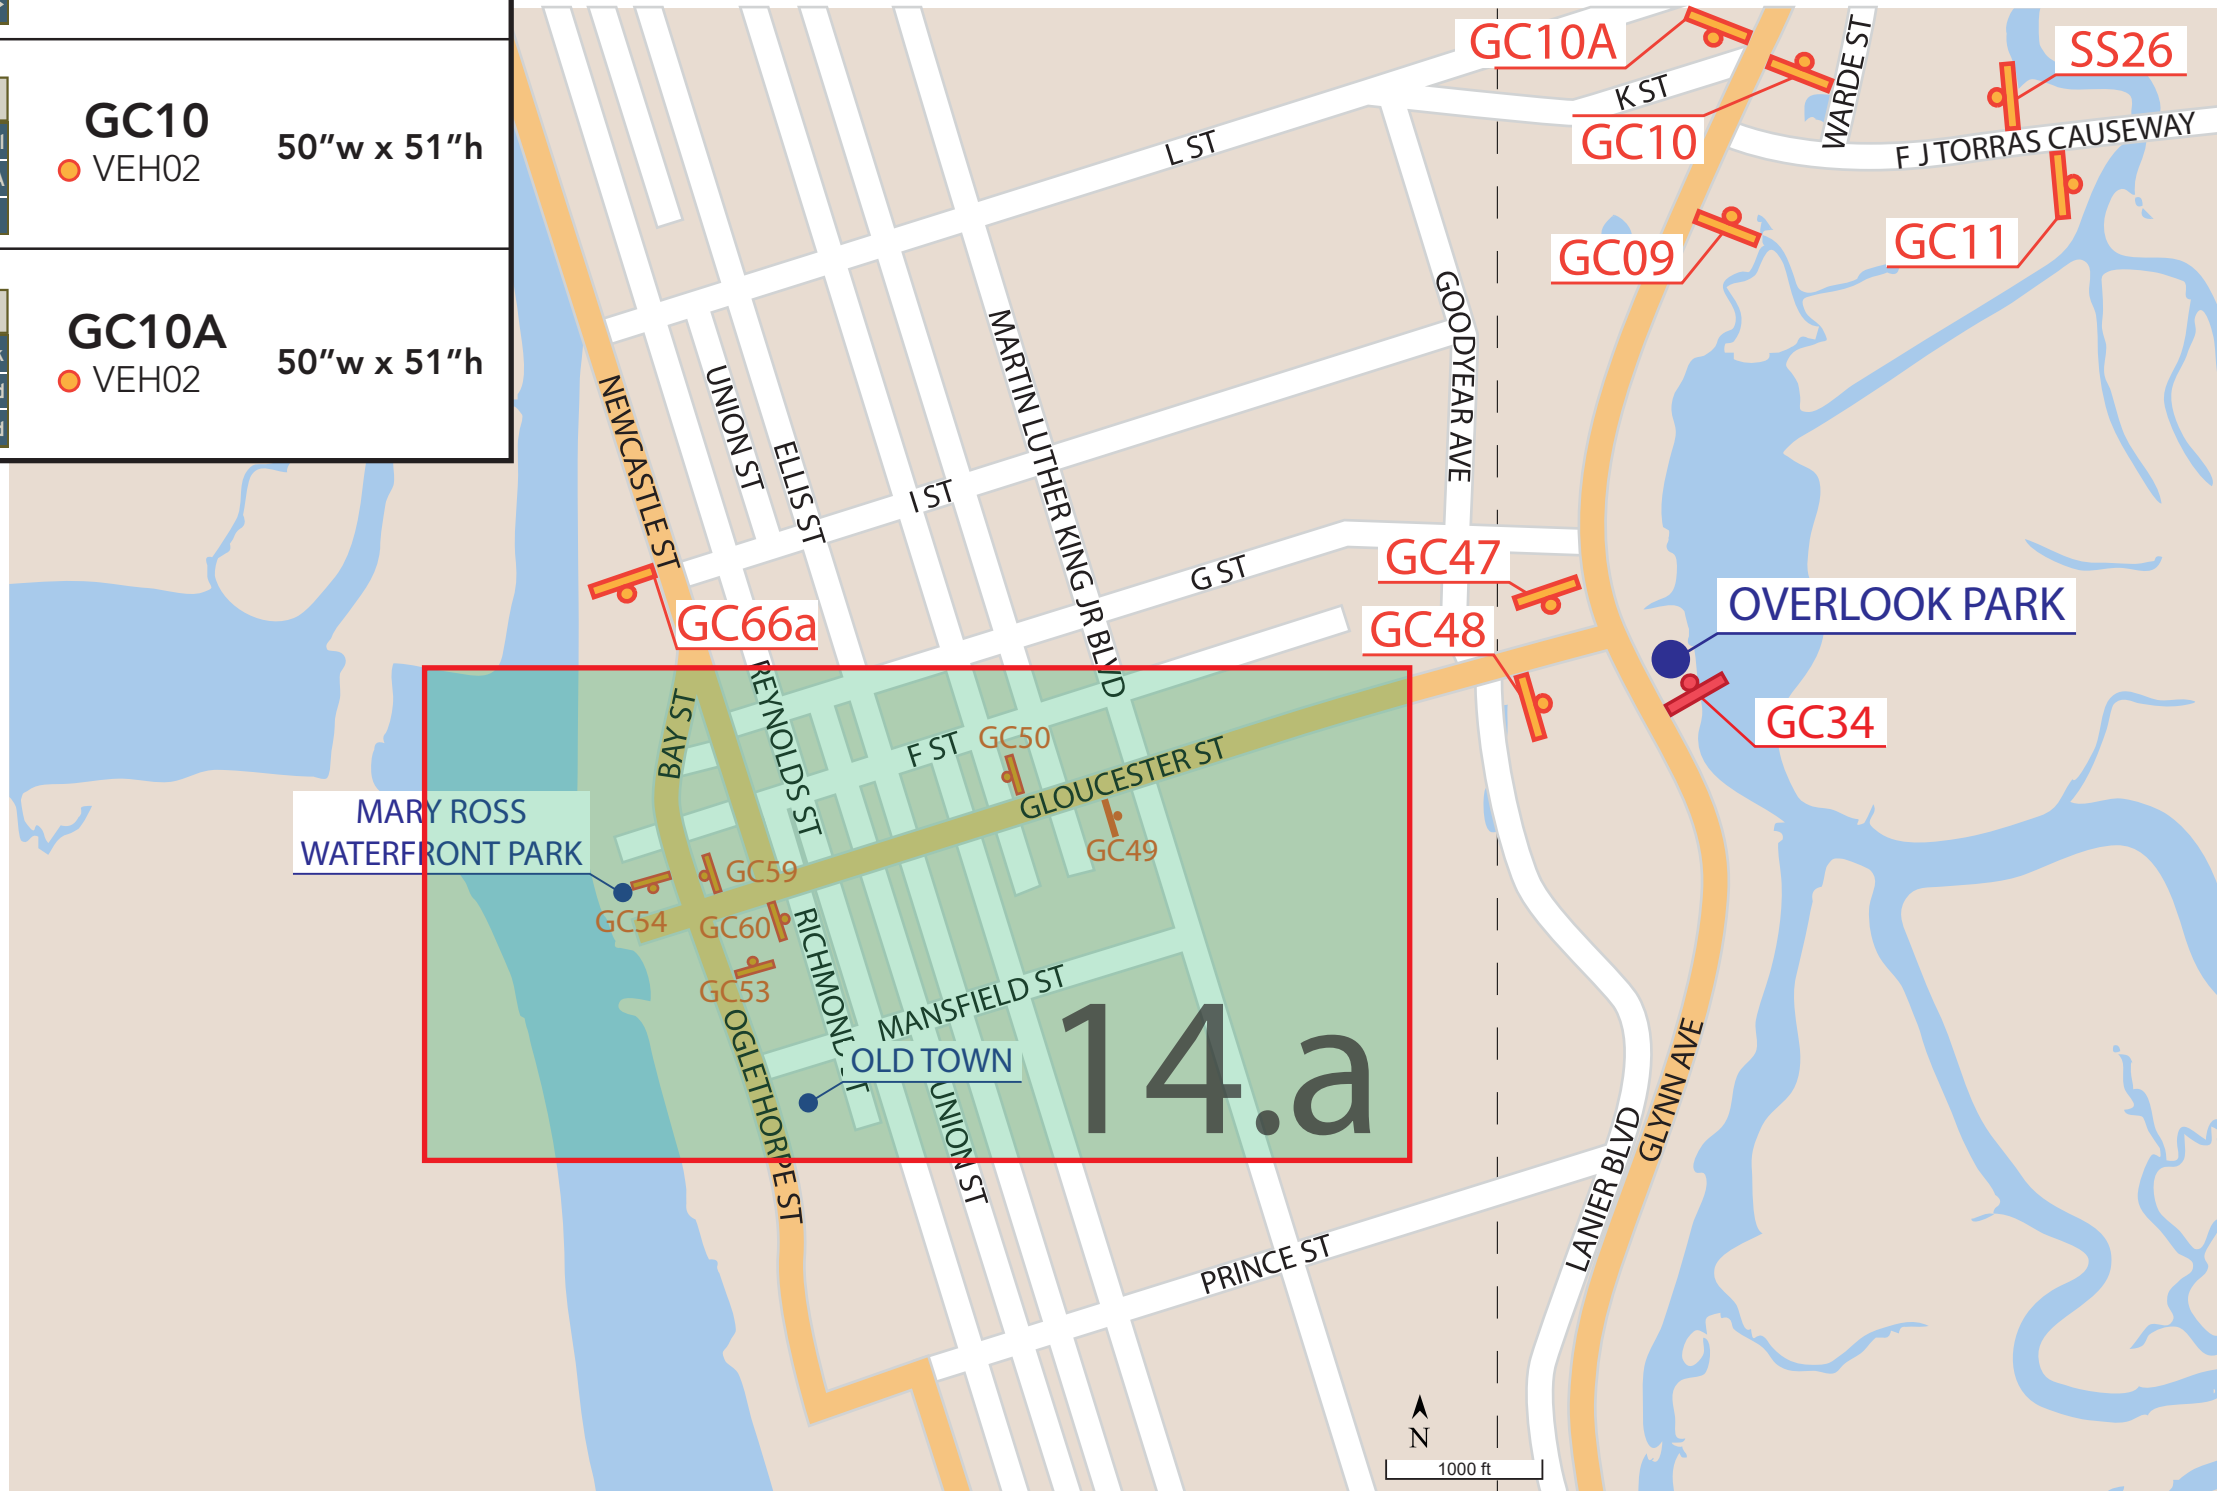 GC10
VEH02
50”w x 51”h
GC10A
VEH02
50”w x 51”h
GC10A
SS26
K ST
WARDE ST
GC10
F J TORRAS CAUSEWAY
L ST
GC09
GC11
GOODYEAR AVE
MARTIN LUTHER KING JR BLVD
NEWCASTLE ST
UNION ST
ELLIS ST
I ST
G ST
GC47
OVERLOOK PARK
GC66a
GC48
GC34
BAY ST
REYNOLDS ST
F ST
GC50
GLOUCESTER ST
MARY ROSS
WATERFRONT PARK
GC49
GC59
GC54
GC60
RICHMOND ST
GC53
MANSFIELD ST
OGLETHORPE ST
OLD TOWN
14.a
UNION ST
GLYNN AVE
LANIER BLVD
PRINCE ST
N
1000 ft